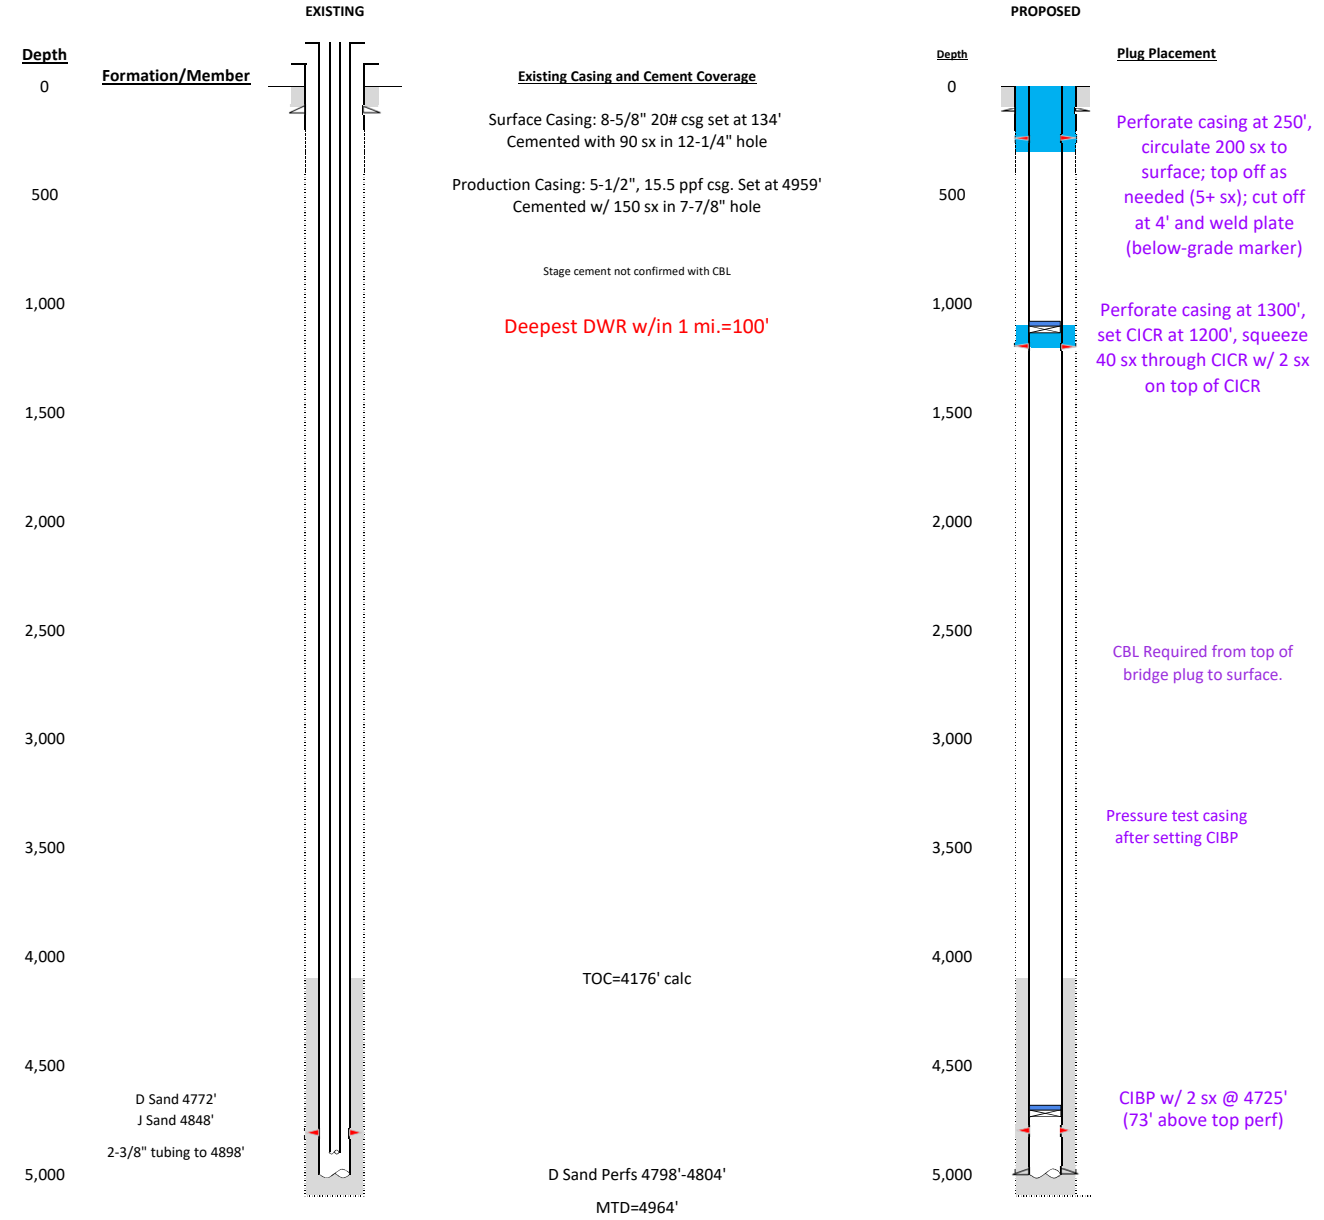 EXISTING
Depth
Formation/Member
Existing Casing and Cement Coverage
0
Surface Casing: 8-5/8" 20# csg set at 134'
Cemented with 90 sx in 12-1/4" hole
Production Casing: 5-1/2", 15.5 ppf csg. Set at 4959'
Cemented w/ 150 sx in 7-7/8" hole
500
Stage cement not confirmed with CBL
1,000
Deepest DWR w/in 1 mi.=100'
1,500
2,000
2,500
3,000
3,500
4,000
TOC=4176' calc
4,500
D Sand 4772'
J Sand 4848'
2-3/8" tubing to 4898'
5,000
D Sand Perfs 4798'-4804'
MTD=4964'
PROPOSED
Depth
Plug Placement
0
Perforate casing at 250',
circulate 200 sx to
surface; top off as
needed (5+ sx); cut off
at 4' and weld plate
(below-grade marker)
500
1,000
Perforate casing at 1300',
set CICR at 1200', squeeze
40 sx through CICR w/ 2 sx
on top of CICR
1,500
2,000
2,500
CBL Required from top of
bridge plug to surface.
3,000
Pressure test casing
after setting CIBP
3,500
4,000
4,500
CIBP w/ 2 sx @ 4725'
(73' above top perf)
5,000